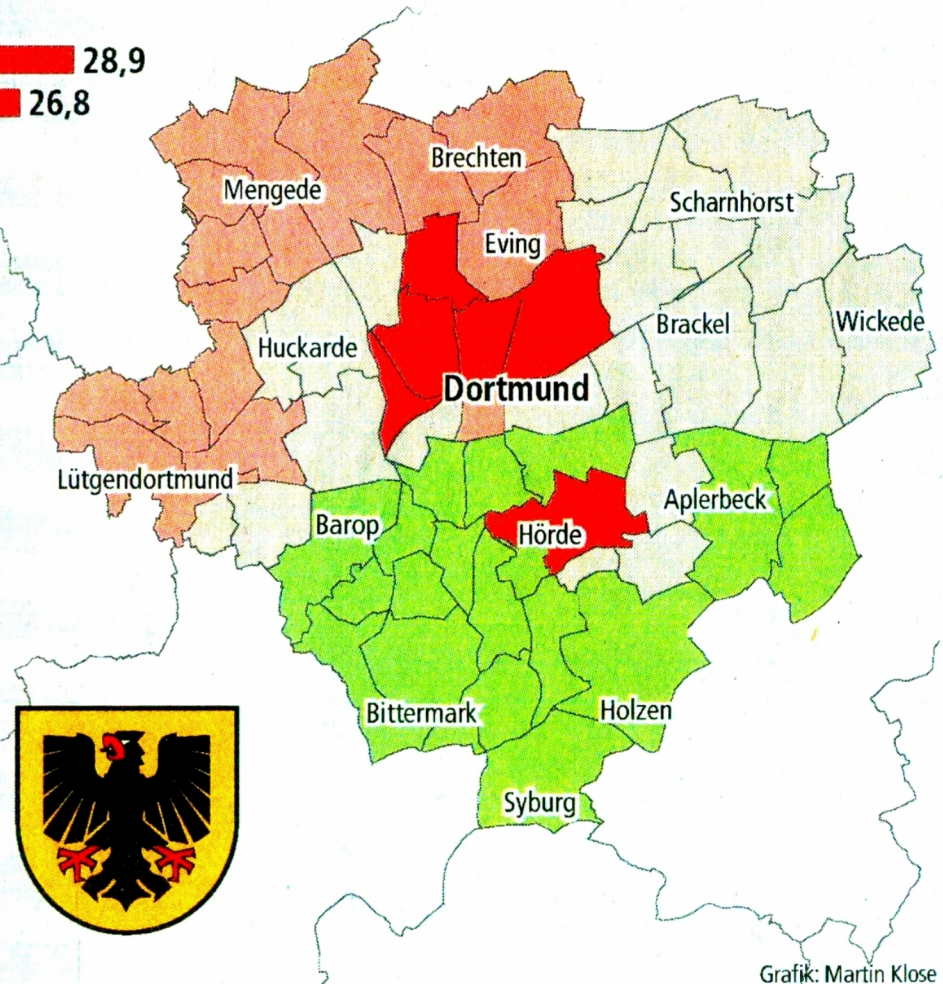 28,9
26,8
Brechten
Mengede
Scharnhorst
Eving
Brackel
Wickede
Huckarde
Dortmund
Lütgendortmund
Aplerbeck
Barop
Hörde
Bittermark
Holzen
Syburg
Grafik: Martin Klose